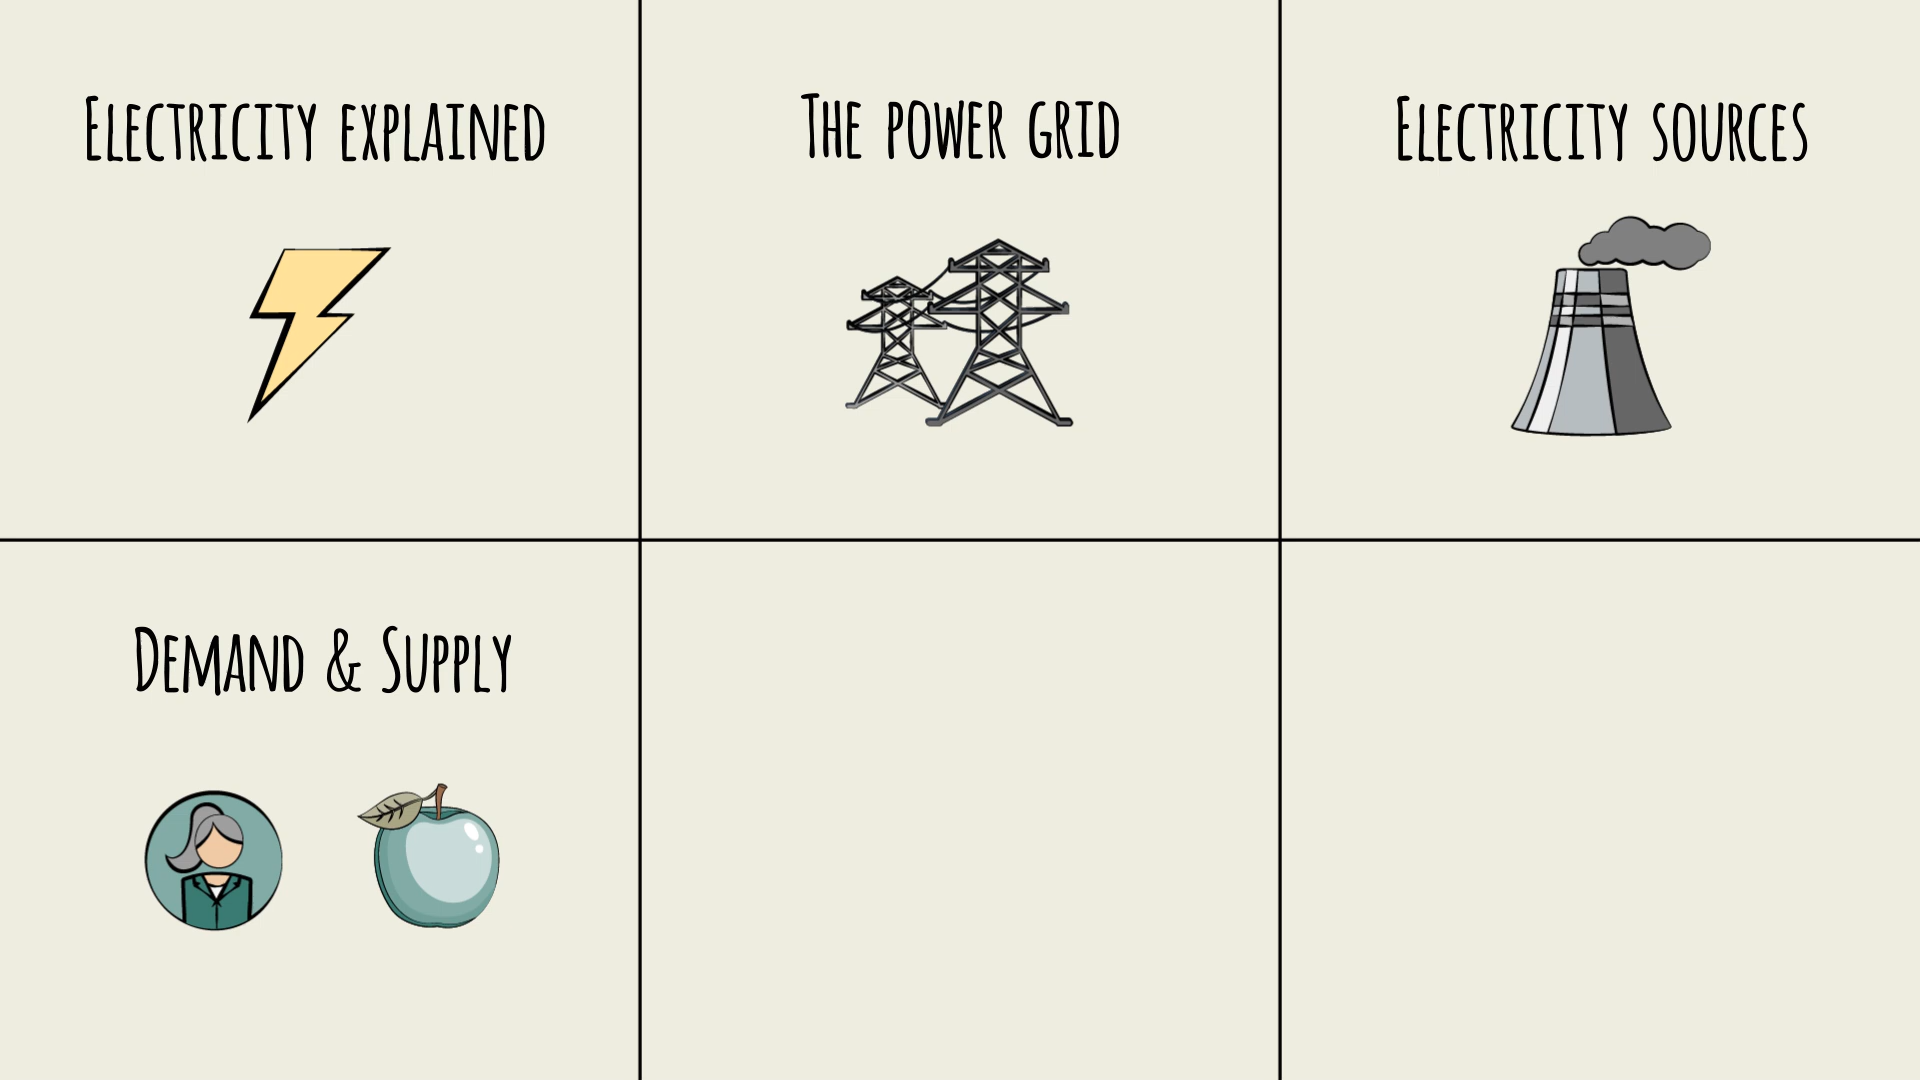 Electricity explained
The power grid
Electricity sources
Demand & Supply